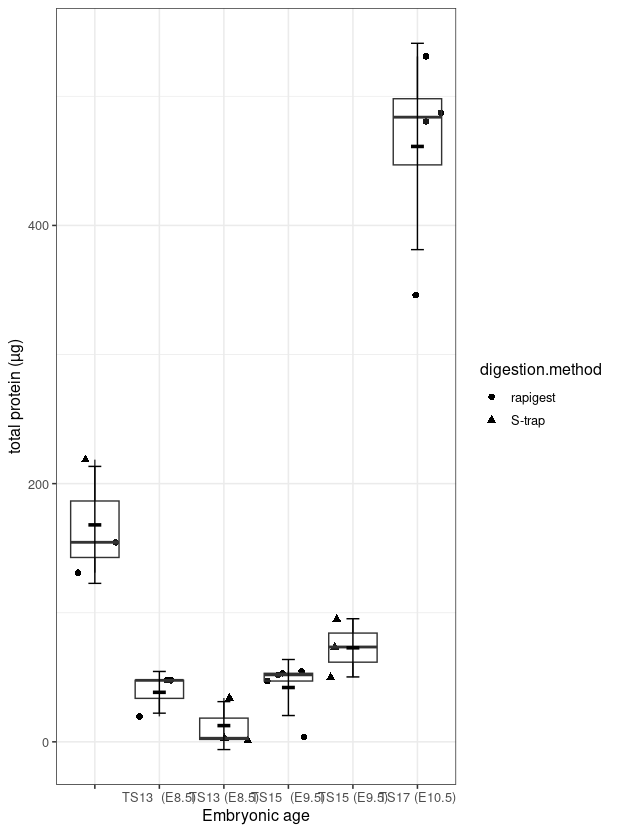 400
200
0
total protein (µg)
TS13  (E8.5) TS13 (E8.5) TS15  (E9.5) TS15 (E9.5) TS17 (E10.5)
Embryonic age
digestion.method
rapigest
S-trap